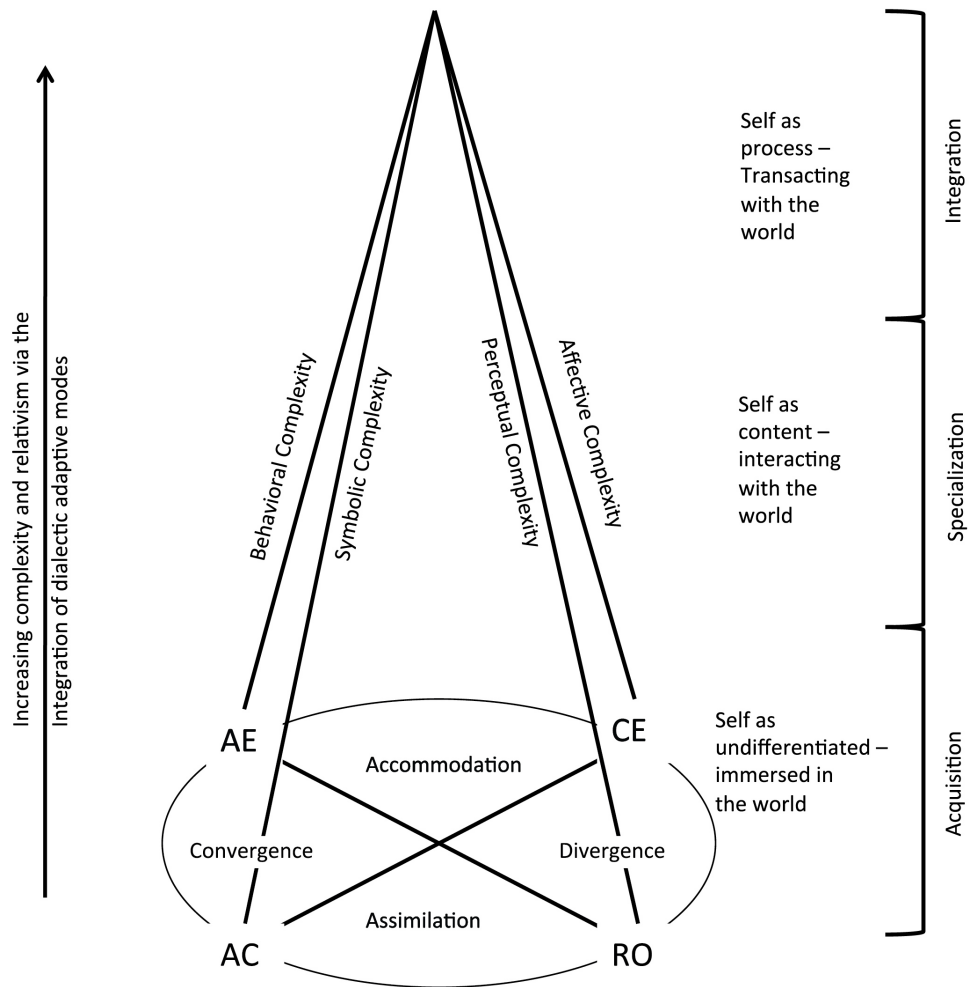 Increasing complexity and relativism via the
Integration of dialectic adaptive modes
Behavioral Complexity
Symbolic Complexity
Perceptual Complexity
Affective Complexity
Self as
process –
Transacting
with the
world
Integration
Self as
content –
interacting
with the
world
Specialization
Self as
undifferentiated –
immersed in
the world
Acquisition
AE
CE
Accommodation
Convergence
Divergence
Assimilation
AC
RO